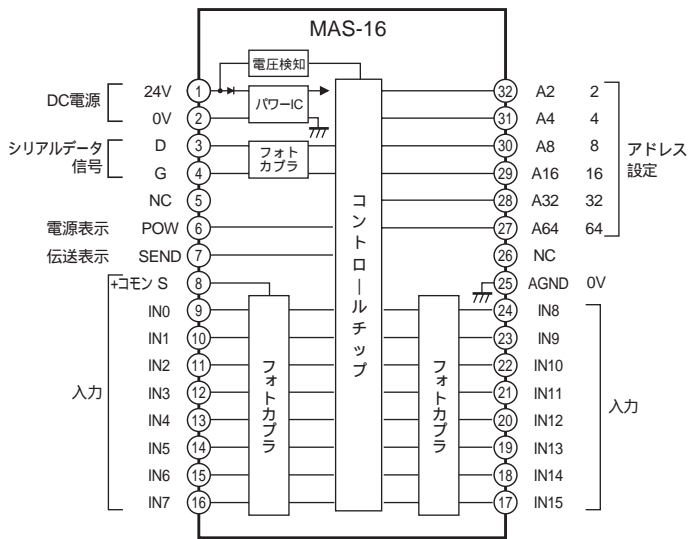 MAS-16
電圧検知
DC電源
24V 1
0V 2
パワーIC
シリアルデータ
信号
D 3
G 4
フォト
カプラ
NC 5
電源表示 POW 6
伝送表示 SEND 7
+コモン S 8
入力
IN0 9
IN1 10
IN2 11
IN3 12
IN4 13
IN5 14
IN6 15
IN7 16
フォトカプラ
コントロールチップ
フォトカプラ
32 A2 2
31 A4 4
30 A8 8
29 A16 16
28 A32 32
27 A64 64
アドレス
設定
26 NC
25 AGND 0V
24 IN8
23 IN9
22 IN10
21 IN11
20 IN12
19 IN13
18 IN14
17 IN15
入力